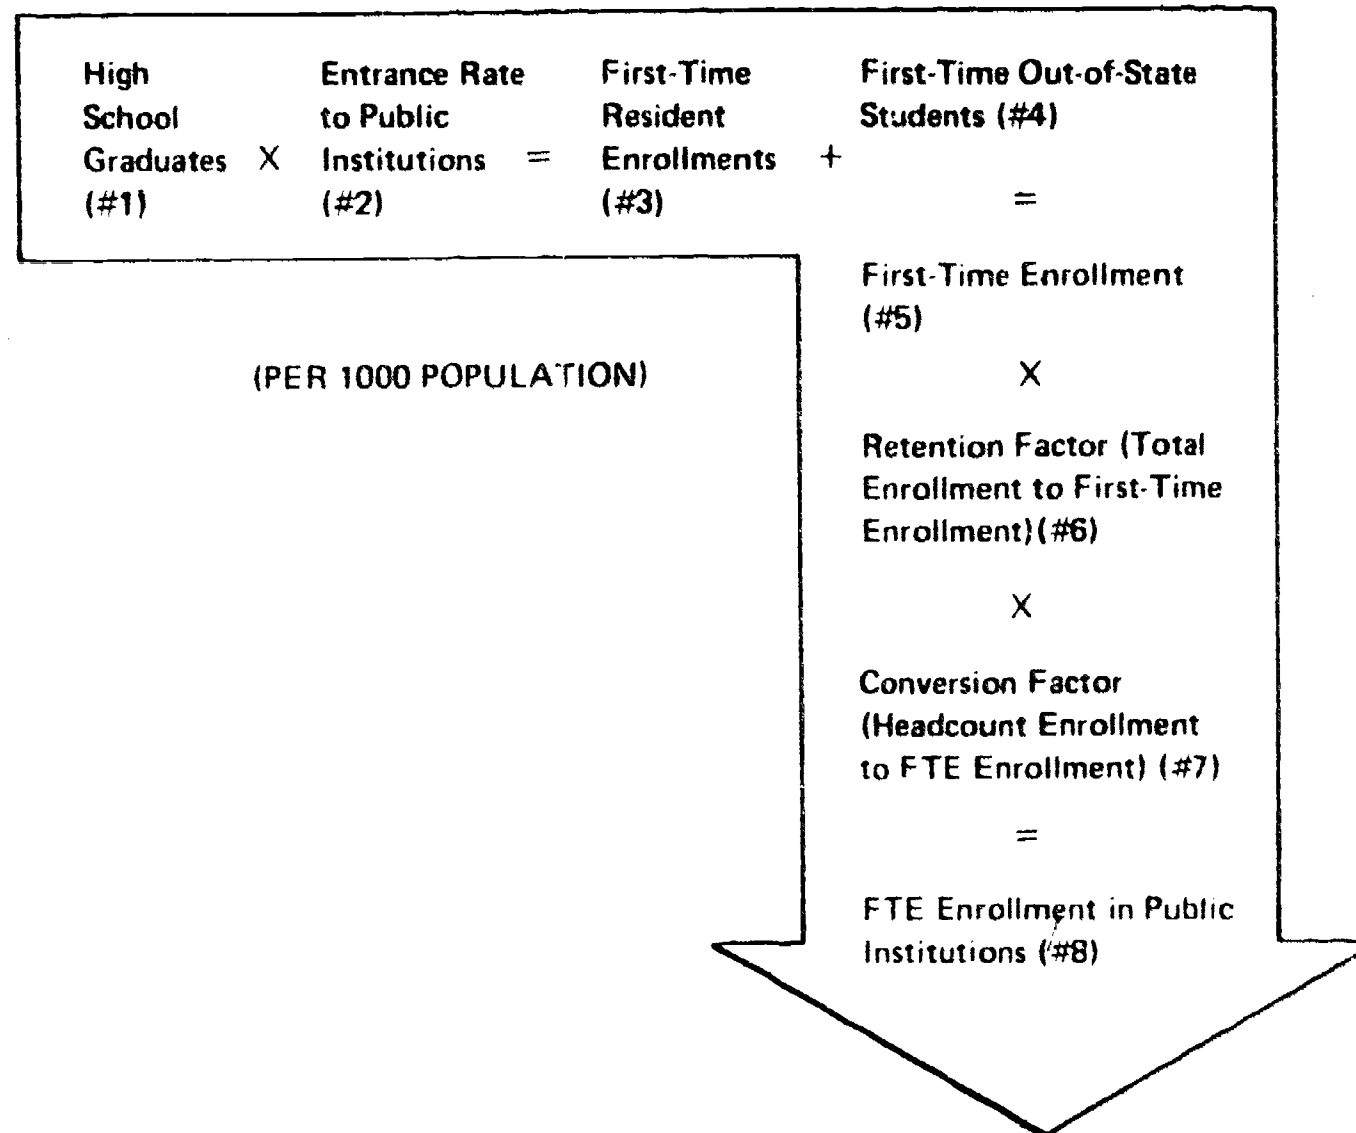 High
School
Graduates
(#1)
X
Entrance Rate
to Public
Institutions
(#2)
=
First-Time
Resident
Enrollments
(#3)
+
First-Time Out-of-State
Students (#4)
=
First-Time Enrollment
(#5)
X
(PER 1000 POPULATION)
Retention Factor (Total
Enrollment to First-Time
Enrollment)(#6)
X
Conversion Factor
(Headcount Enrollment
to FTE Enrollment) (#7)
=
FTE Enrollment in Public
Institutions (#8)